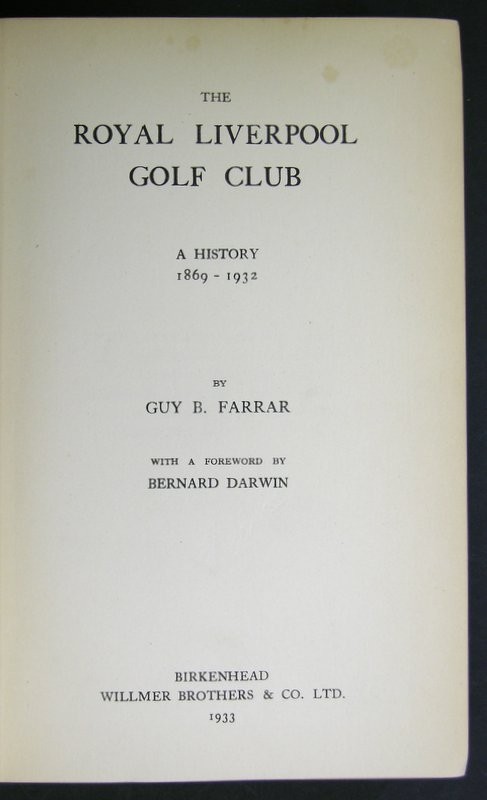 THE
ROYAL LIVERPOOL
GOLF CLUB
A HISTORY
1869 - 1932
BY
GUY B. FARRAR
WITH A FOREWORD BY
BERNARD DARWIN
BIRKENHEAD
WILLMER BROTHERS & CO. LTD.
1933